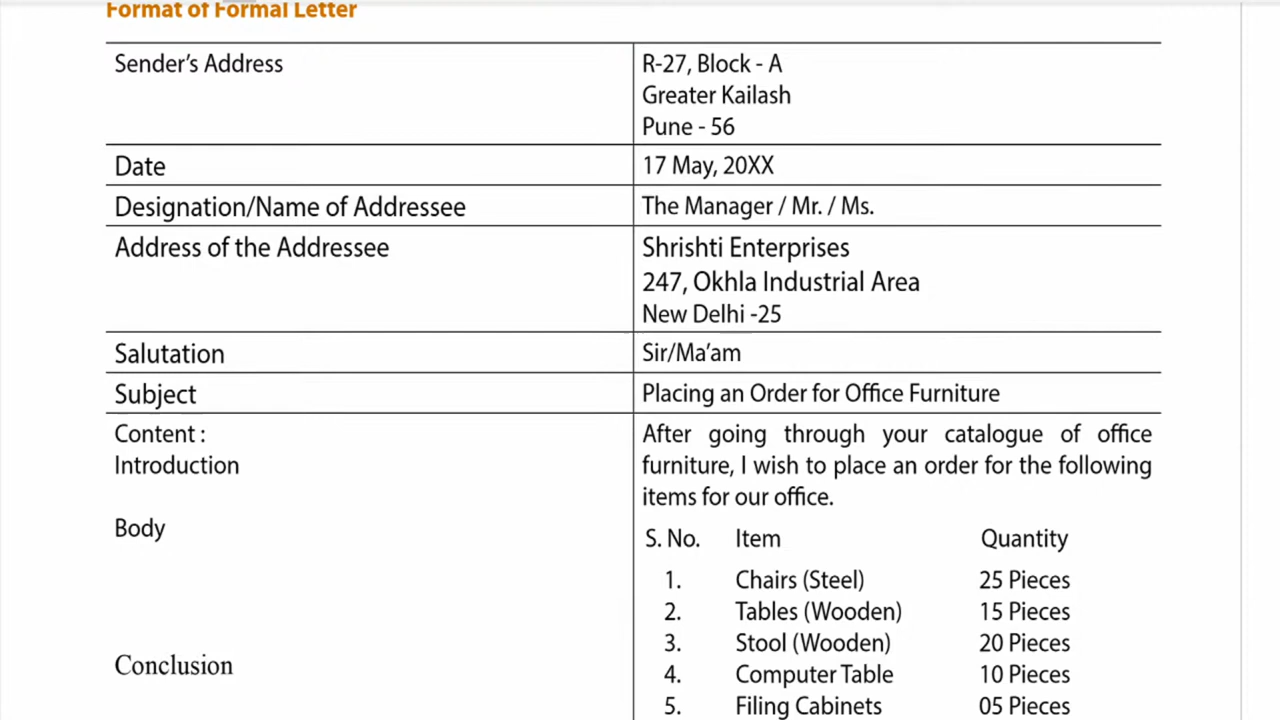 Format of Formal Letter
Sender's Address
R-27, Block - A
Greater Kailash
Pune - 56
Date
17 May, 20XX
Designation/Name of Addressee
The Manager / Mr. / Ms.
Address of the Addressee
Shrishti Enterprises
247, Okhla Industrial Area
New Delhi -25
Salutation
Sir/Ma'am
Subject
Placing an Order for Office Furniture
Content :
Introduction
After going through your catalogue of office
furniture, I wish to place an order for the following
items for our office.
Body
S. No. Item Quantity
1. Chairs (Steel) 25 Pieces
2. Tables (Wooden) 15 Pieces
3. Stool (Wooden) 20 Pieces
4. Computer Table 10 Pieces
5. Filing Cabinets 05 Pieces
Conclusion